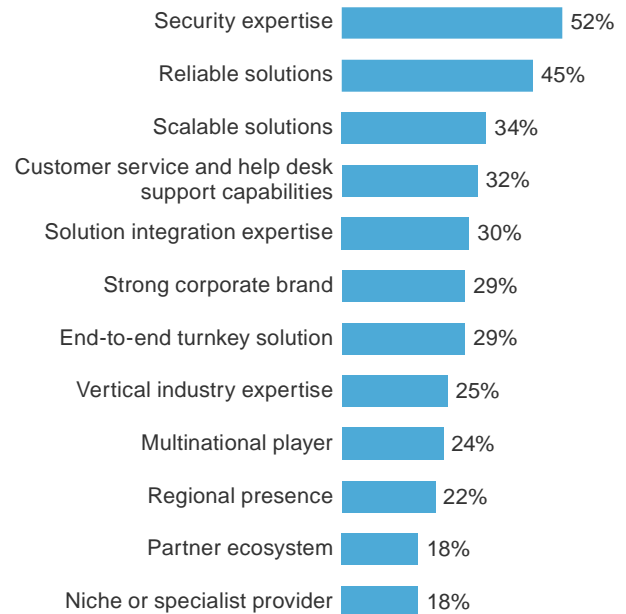 Security expertise 52%
Reliable solutions 45%
Scalable solutions 34%
Customer service and help desk
support capabilities 32%
Solution integration expertise 30%
Strong corporate brand 29%
End-to-end turnkey solution 29%
Vertical industry expertise 25%
Multinational player 24%
Regional presence 22%
Partner ecosystem 18%
Niche or specialist provider 18%